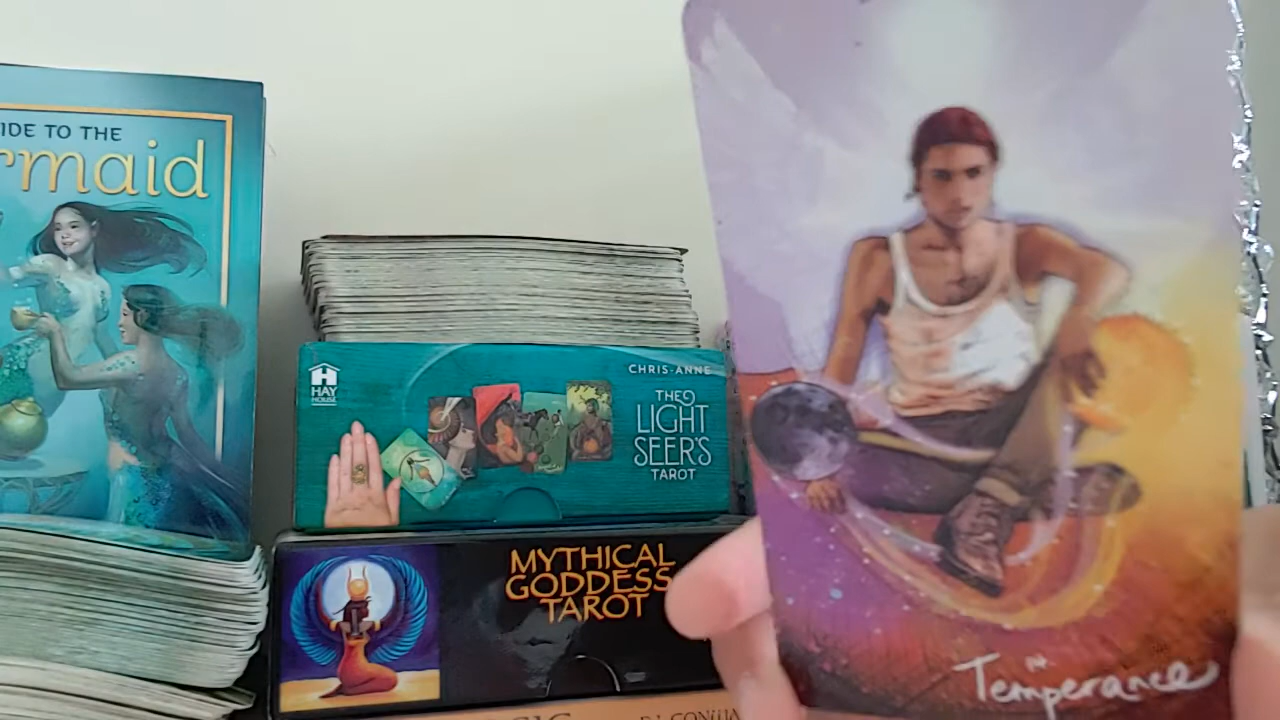 IDE TO THE
rmaid
HAY
HOUSE
CHRIS-ANNE
THE
LIGHT
SEER'S
TAROT
MYTHICAL
GODDESS
TAROT
Temperance